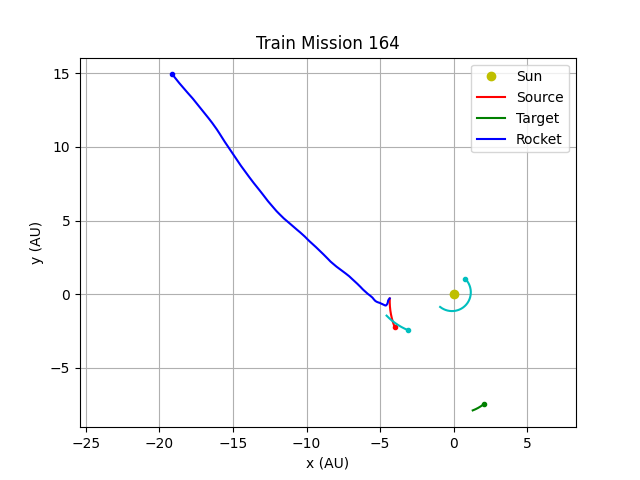 Train Mission 164
Sun
Source
Target
Rocket
15
10
5
0
−5
y (AU)
−25
−20
−15
−10
−5
0
5
x (AU)